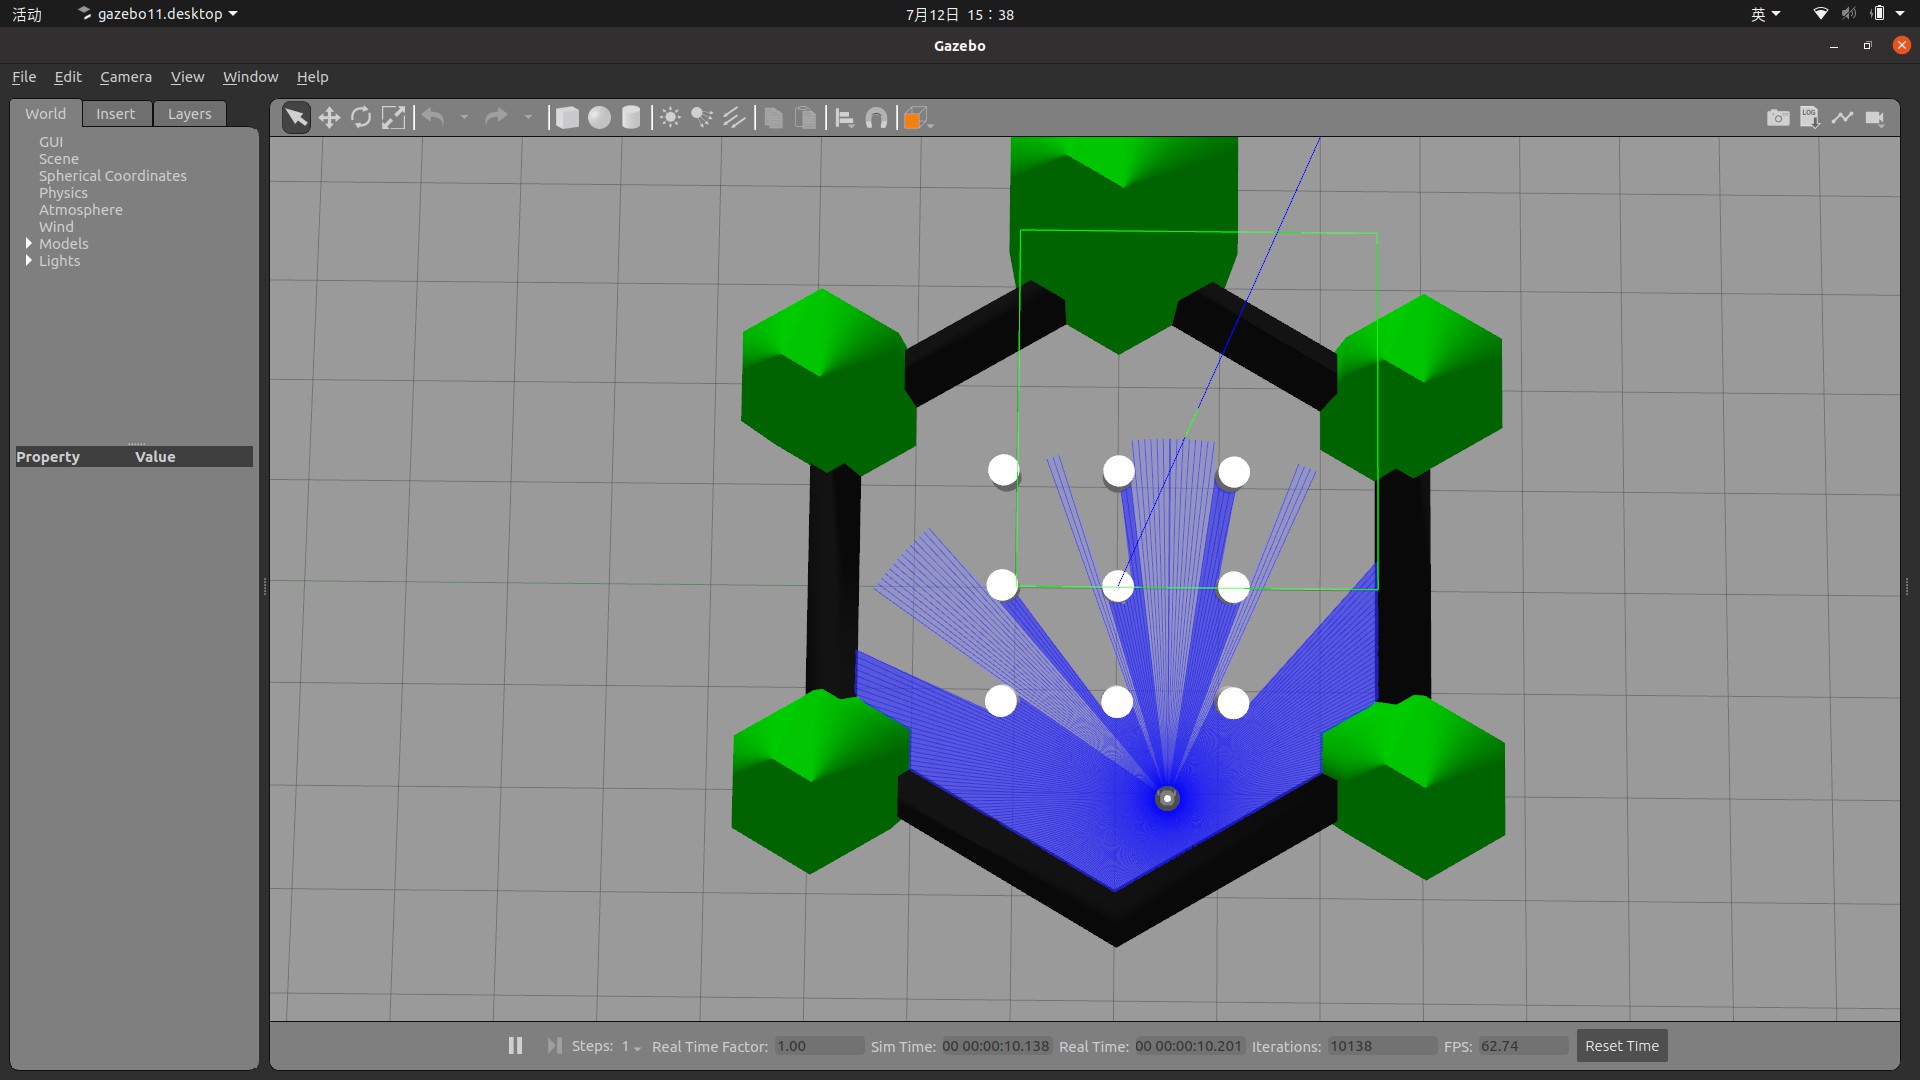 活动 gazebo11.desktop 7月12日 15：38 英
Gazebo
File Edit Camera View Window Help
World Insert Layers
GUI
Scene
Spherical Coordinates
Physics
Atmosphere
Wind
Models
Lights
Property Value
LOG
Steps: 1 Real Time Factor: 1.00 Sim Time: 00 00:00:10.138 Real Time: 00 00:00:10.201 Iterations: 10138 FPS: 62.74 Reset Time